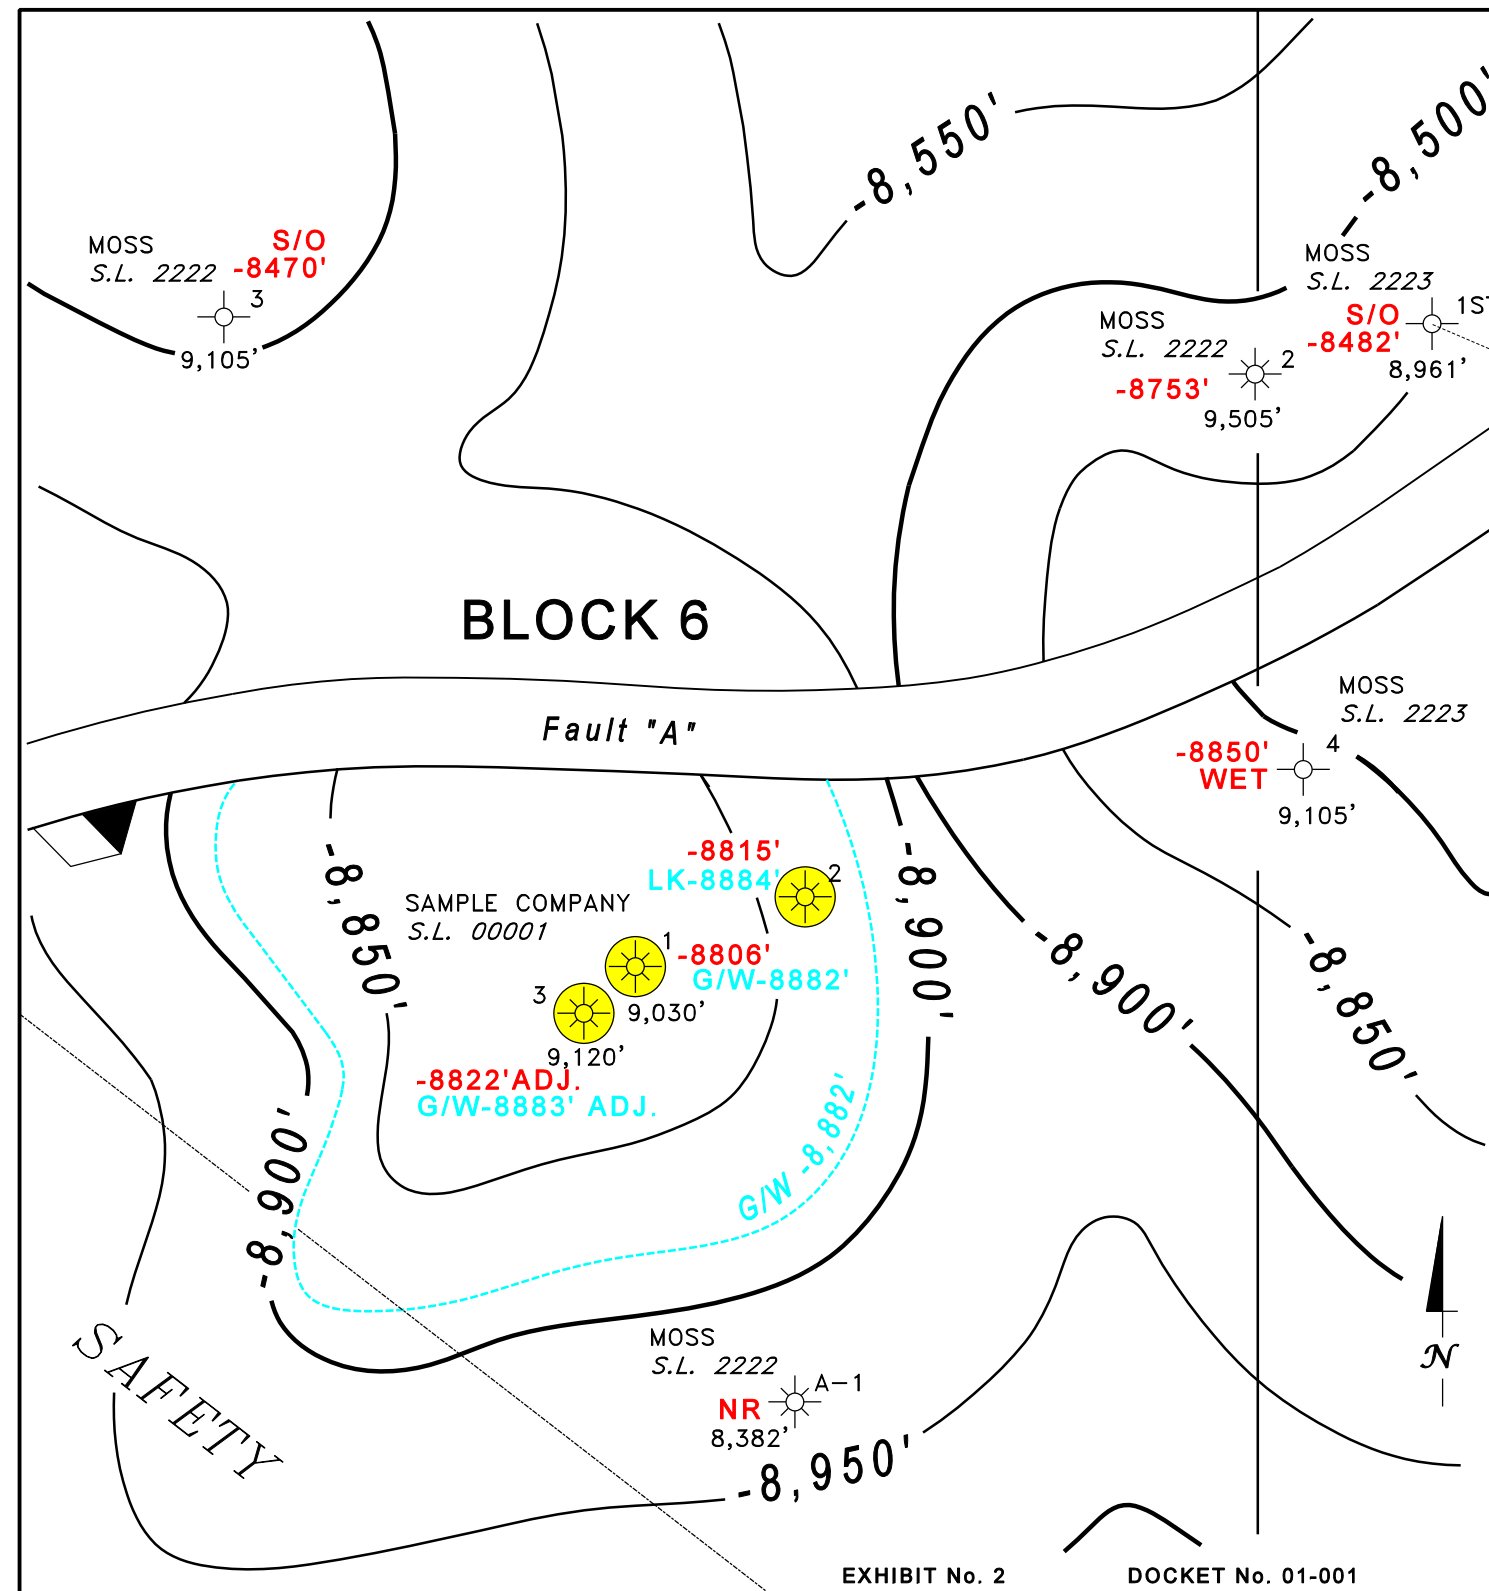 -8,550'
-8,500'
MOSS
S.L. 2222
S/O
-8470'
3
9,105'
MOSS
S.L. 2223
S/O
-8482'
8,961'
MOSS
S.L. 2222
-8753'
2
9,505'
BLOCK 6
Fault "A"
MOSS
S.L. 2223
-8850'
WET
4
9,105'
-8,850'
SAMPLE COMPANY
S.L. 00001
-8815'
LK-8884'
2
1
-8806'
G/W-8882'
9,030'
3
9,120'
-8822'ADJ.
G/W-8883' ADJ.
-8,900'
-8,900'
-8,850'
-8,900'
G/W -8,882'
SAFETY
MOSS
S.L. 2222
NR
A-1
8,382'
-8,950'
N
EXHIBIT No. 2
DOCKET No. 01-001